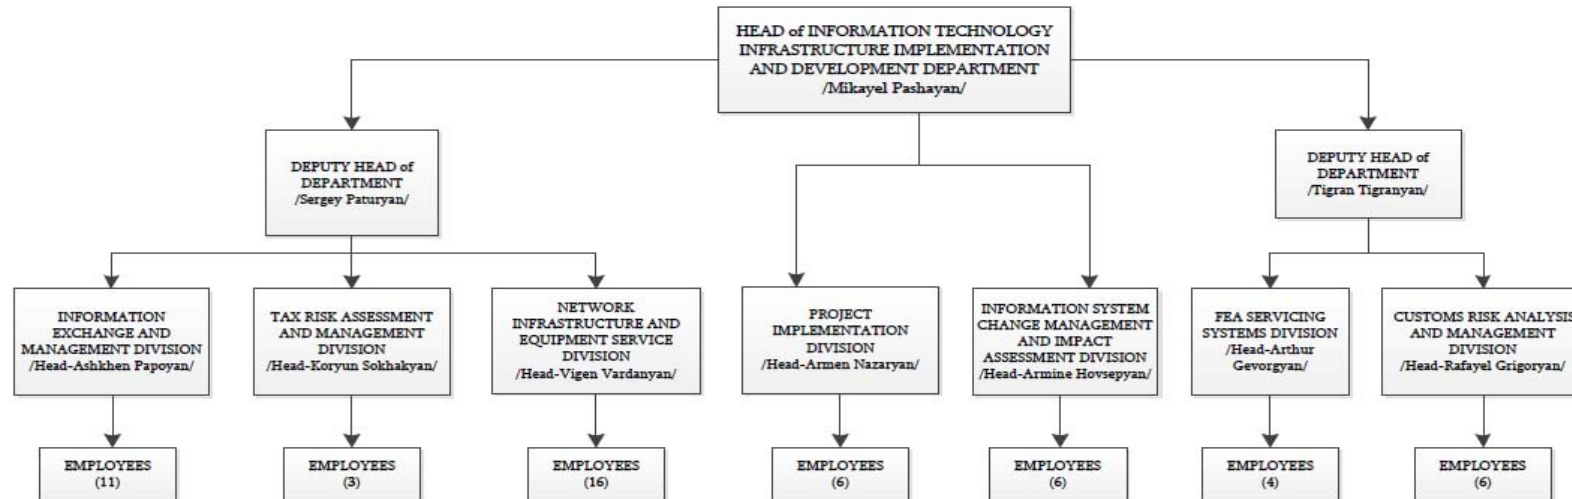 HEAD of INFORMATION TECHNOLOGY
INFRASTRUCTURE IMPLEMENTATION
AND DEVELOPMENT DEPARTMENT
/Mikayel Pashayan/
DEPUTY HEAD of
DEPARTMENT
/Sergey Paturyan/
DEPUTY HEAD of
DEPARTMENT
/Tigran Tigranyan/
INFORMATION
EXCHANGE AND
MANAGEMENT DIVISION
/Head-Ashkhen Papoyan/
TAX RISK ASSESSMENT
AND MANAGEMENT
DIVISION
/Head-Koryun Sokhakyan/
NETWORK
INFRASTRUCTURE AND
EQUIPMENT SERVICE
DIVISION
/Head-Vigen Vardanyan/
PROJECT
IMPLEMENTATION
DIVISION
/Head-Armen Nazaryan/
INFORMATION SYSTEM
CHANGE MANAGEMENT
AND IMPACT
ASSESSMENT DIVISION
/Head-Armine Hovsepyan/
FEA SERVICING
SYSTEMS DIVISION
/Head-Arthur
Gevorgyan/
CUSTOMS RISK ANALYSIS
AND MANAGEMENT
DIVISION
/Head-Rafayel Grigoryan/
EMPLOYEES
(11)
EMPLOYEES
(3)
EMPLOYEES
(16)
EMPLOYEES
(6)
EMPLOYEES
(6)
EMPLOYEES
(4)
EMPLOYEES
(6)